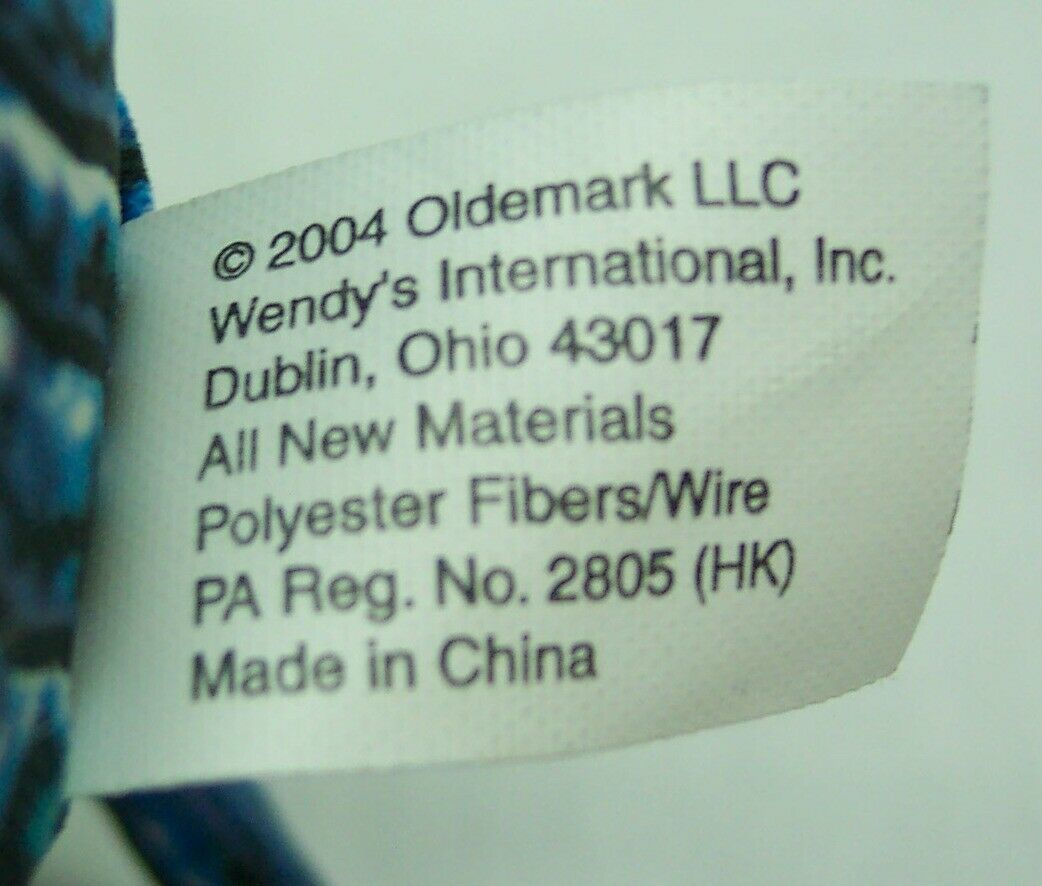 © 2004 Oldemark LLC
Wendy's International, Inc.
Dublin, Ohio 43017
All New Materials
Polyester Fibers/Wire
PA Reg. No. 2805 (HK)
Made in China